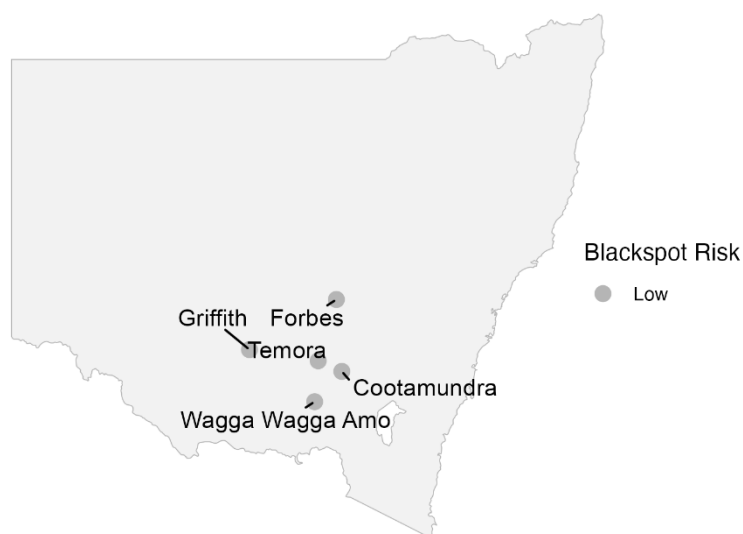 Blackspot Risk
Low
Griffith
Forbes
Temora
Cootamundra
Wagga Wagga Amo